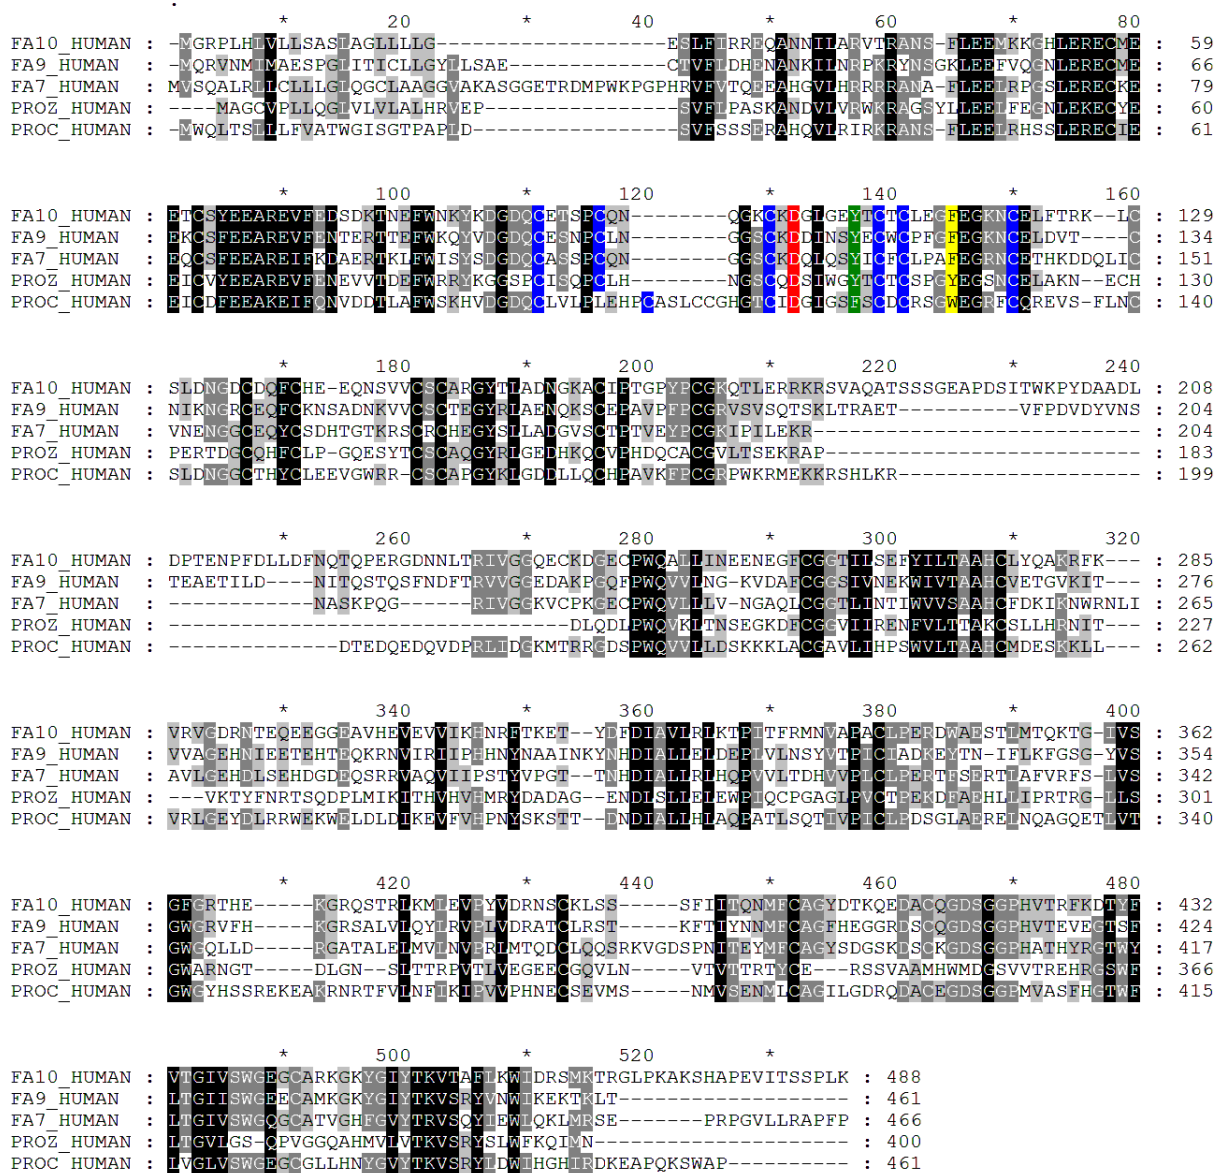 * 20 * 40 * 60 * 80
FA10_HUMAN : -MGRPLHLVLLSASLAGLLLLG-------------------ESLFIRREQANNILARVTRANS-FLEEMKKGHLERECME : 59
FA9_HUMAN : -MQRVNMIMAESPGLITICLLGYLLSAE-------------CTVFLDHENANKILNRPKRYNSGKLEEFVQGNLERECME : 66
FA7_HUMAN : MVSQALRLLCLLLGLQGCLAAGGVAKASGGETRDMPWKPGPHRVFVTQEEAHGVLHRRRRANA-FLEELRPGSLERECKE : 79
PROZ_HUMAN : ----MAGCVPLLQGLVLVLALHRVEP----------------SVFLPASKANDVLVRWKRAGSYLLEELFEGNLEKECYE : 60
PROC_HUMAN : -MWQLTSLLLFVATWGISGTPAPLD-----------------SVFSSSERAHQVLRIRKRANS-FLEELRHSSLERECIE : 61
* 100 * 120 * 140 * 160
FA10_HUMAN : ETCSYEEAREVFEDSDKTNEFWNKYKDGDQCETSPCQN--------QGKCKDGLGEYTCTCLEGFEGKNCELFTRK--LC : 129
FA9_HUMAN : EKCSFEEAREVFENTERTTEFWKQYVDGDQCESNPCLN--------GGSCKDDINSYECWCPFGFEGKNCELDVT----C : 134
FA7_HUMAN : EQCSFEEAREIFKDAERTKLFWISYSDGDQCASSPCQN--------GGSCKDQLQSYICFCLPAFEGRNCETHKDDQLIC : 151
PROZ_HUMAN : EICVYEEAREVFENEVVTDEFWRRYKGGSPCISQPCLH--------NGSCQDSIWGYTCTCSPGYEGSNCELAKN--ECH : 130
PROC_HUMAN : EICDFEEAKEIFQNVDDTLAFWSKHVDGDQCLVLPLEHPCASLCCGHGTCIDGIGSFSCDCRSGWEGRFCQREVS-FLNC : 140
* 180 * 200 * 220 * 240
FA10_HUMAN : SLDNGDCDQFCHE-EQNSVVCSCARGYTLADNGKACIPTGPYPCGKQTLERRKRSVAQATSSSGEAPDSITWKPYDAADL : 208
FA9_HUMAN : NIKNGRCEQFCKNSADNKVVCSCTEGYRLAENQKSCEPAVPFPCGRVSVSQTSKLTRAET----------VFPDVDYVNS : 204
FA7_HUMAN : VNENGGCEQYCSDHTGTKRSCRCHEGYSLLADGVSCTPTVEYPCGKIPILEKR--------------------------- : 204
PROZ_HUMAN : PERTDGCQHFCLP-GQESYTCSCAQGYRLGEDHKQCVPHDQCACGVLTSEKRAP-------------------------- : 183
PROC_HUMAN : SLDNGGCTHYCLEEVGWRR-CSCAPGYKLGDDLLQCHPAVKFPCGRPWKRMEKKRSHLKR-------------------- : 199
* 260 * 280 * 300 * 320
FA10_HUMAN : DPTENPFDLLDFNQTQPERGDNNLTRIVGGQECKDGECPWQALLINEENEGFCGGTILSEFYILTAAHCLYQAKRFK--- : 285
FA9_HUMAN : TEAETILD----NITQSTQSFNDFTRVVGGEDAKPGQFPWQVVLNG-KVDAFCGGSIVNEKWIVTAAHCVETGVKIT--- : 276
FA7_HUMAN : ------------NASKPQG------RIVGGKVCPKGECPWQVLLLV-NGAQLCGGTLINTIWVVSAAHCFDKIKNWRNLI : 265
PROZ_HUMAN : ---------------------------------DLQDLPWQVKLTNSEGKDFCGGVIIRENFVLTTAKCSLLHRNIT--- : 227
PROC_HUMAN : --------------DTEDQEDQVDPRLIDGKMTRRGDSPWQVVLLDSKKKLACGAVLIHPSWVLTAAHCMDESKKLL--- : 262
* 340 * 360 * 380 * 400
FA10_HUMAN : VRVGDRNTEQEEGGEAVHEVEVVIKHNRFTKET--YDFDIAVLRLKTPITFRMNVAPACLPERDWAESTLMTQKTG-IVS : 362
FA9_HUMAN : VVAGEHNIEETEHTEQKRNVIRIIPHHNYNAAINKYNHDIALLELDEPLVLNSYVTPICIADKEYTN-IFLKFGSG-YVS : 354
FA7_HUMAN : AVLGEHDLSEHDGDEQSRRVAQVIIPSTYVPGT--TNHDIALLRLHQPVVLTDHVVPLCLPERTFSERTLAFVRFS-LVS : 342
PROZ_HUMAN : ---VKTYFNRTSQDPLMIKITHVHVHMRYDADAG--ENDLSLLELEWPIQCPGAGLPVCTPEKDFAEHLLIPRTRG-LLS : 301
PROC_HUMAN : VRLGEYDLRRWEKWELDLDIKEVFVHPNYSKSTT--DNDIALLHLAQPATLSQTIVPICLPDSGLAERELNQAGQETLVT : 340
* 420 * 440 * 460 * 480
FA10_HUMAN : GFGRTHE-----KGRQSTRLKMLEVPYVDRNSCKLSS-----SFIITQNMFCAGYDTKQEDACQGDSGGPHVTRFKDTYF : 432
FA9_HUMAN : GWGRVFH-----KGRSALVLQYLRVPLVDRATCLRST-----KFTIYNNMFCAGFHEGGRDSCQGDSGGPHVTEVEGTSF : 424
FA7_HUMAN : GWGQLLD-----RGATALELMVLNVPRLMTQDCLQQSRKVGDSPNITEYMFCAGYSDGSKDSCKGDSGGPHATHYRGTWY : 417
PROZ_HUMAN : GWARNGT-----DLGN--SLTTRPVTLVEGEECGQVLN-----VTVTTRTYCE---RSSVAAMHWMDGSVVTREHRGSWF : 366
PROC_HUMAN : GWGYHSSREKEAKRNRTFVLNFIKIPVVPHNECSEVMS-----NMVSENMLCAGILGDRQDACEGDSGGPMVASFHGTWF : 415
* 500 * 520 *
FA10_HUMAN : VTGIVSWGEGCARKGKYGIYTKVTAFLKWIDRSMKTRGLPKAKSHAPEVITSSPLK : 488
FA9_HUMAN : LTGIISWGEECAMKGKYGIYTKVSRYVNWIKEKTKLT------------------- : 461
FA7_HUMAN : LTGIVSWGQGCATVGHFGVYTRVSQYIEWLQKLMRSE-----PRPGVLLRAPFP : 466
PROZ_HUMAN : LTGVLGS-QPVGGQAHMVLVTKVSRYSLWFKQIMN--------------------- : 400
PROC_HUMAN : LVGLVSWGEGCGLLHNYGVYTKVSRYLDWIHGHIRDKEAPQKSWAP---------- : 461